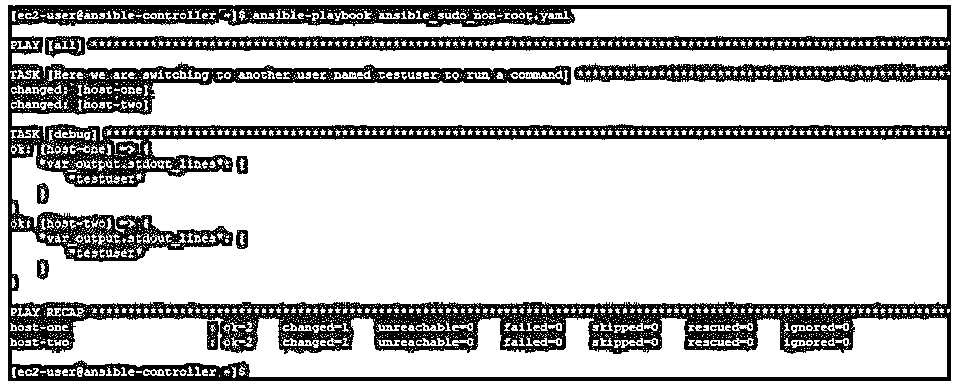 [ec2-user@ansible-controller ~]$ ansible-playbook ansible_sudo_non-root.yaml
PLAY [all] ****************************************************************************************************
TASK [Here we are switching to another user named testuser to run a command] **********************************************
changed: [host-one]
changed: [host-two]
TASK [debug] ****************************************************************************************************
ok: [host-one] => {
"var_output.stdout_lines": [
"testuser"
]
}
ok: [host-two] => {
"var_output.stdout_lines": [
"testuser"
]
}
PLAY RECAP ****************************************************************************************************
host-one : ok=2 changed=1 unreachable=0 failed=0 skipped=0 rescued=0 ignored=0
host-two : ok=2 changed=1 unreachable=0 failed=0 skipped=0 rescued=0 ignored=0
[ec2-user@ansible-controller ~]$